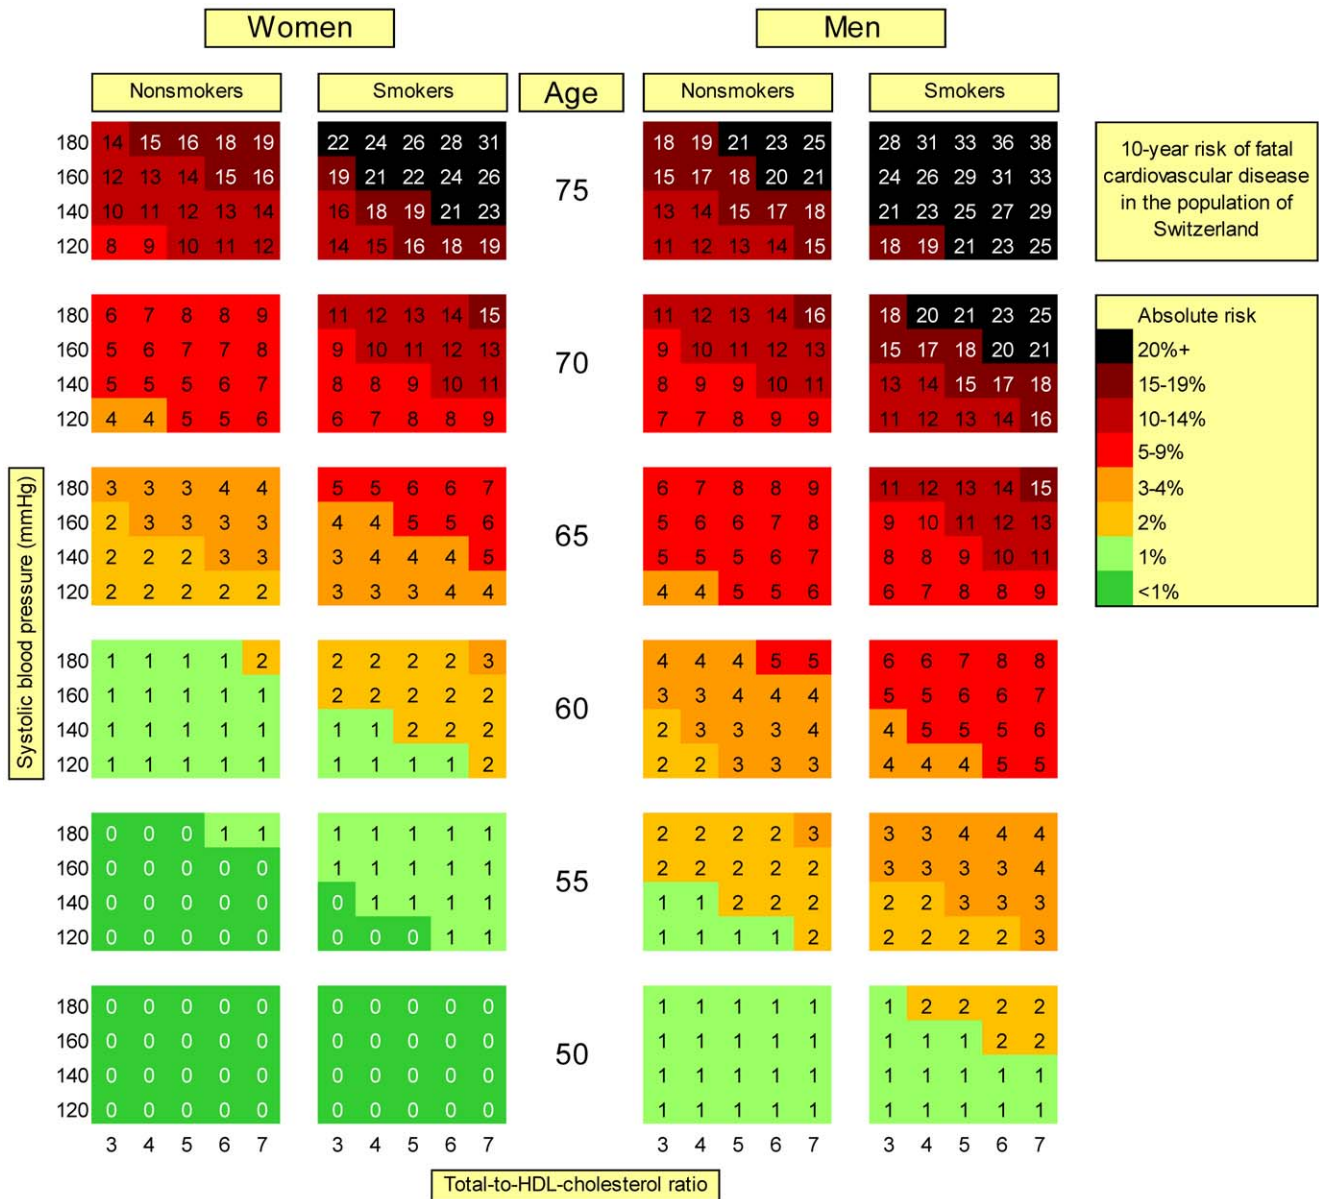 Women Men
Nonsmokers Smokers Age Nonsmokers Smokers
180 14 15 16 18 19 22 24 26 28 31 18 19 21 23 25 28 31 33 36 38
160 12 13 14 15 16 19 21 22 24 26 75 15 17 18 20 21 24 26 29 31 33
140 10 11 12 13 14 16 18 19 21 23 13 14 15 17 18 21 23 25 27 29
120 8 9 10 11 12 14 15 16 18 19 11 12 13 14 15 18 19 21 23 25
10-year risk of fatal
cardiovascular disease
in the population of
Switzerland
180 6 7 8 8 9 11 12 13 14 15 11 12 13 14 16 18 20 21 23 25
160 5 6 7 7 8 9 10 11 12 13 70 9 10 11 12 13 15 17 18 20 21
140 5 5 5 6 7 8 8 9 10 11 8 9 9 10 11 13 14 15 17 18
120 4 4 5 5 6 6 7 8 8 9 7 7 8 9 9 11 12 13 14 16
Absolute risk
20%+
15-19%
10-14%
5-9%
3-4%
2%
1%
<1%
Systolic blood pressure (mmHg)
180 3 3 3 4 4 5 5 6 6 7 6 7 8 8 9 11 12 13 14 15
160 2 3 3 3 3 4 4 5 5 6 65 5 6 6 7 8 9 10 11 12 13
140 2 2 2 3 3 3 4 4 4 5 5 5 5 6 7 8 8 9 10 11
120 2 2 2 2 2 3 3 3 4 4 4 4 5 5 6 6 7 8 8 9
180 1 1 1 1 2 2 2 2 2 3 4 4 4 5 5 6 6 7 8 8
160 1 1 1 1 1 2 2 2 2 2 60 3 3 4 4 4 5 5 6 6 7
140 1 1 1 1 1 1 1 2 2 2 2 3 3 3 4 4 5 5 5 6
120 1 1 1 1 1 1 1 1 1 2 2 2 3 3 3 4 4 4 5 5
180 0 0 0 1 1 1 1 1 1 1 2 2 2 2 3 3 3 4 4 4
160 0 0 0 0 0 1 1 1 1 1 55 2 2 2 2 2 3 3 3 3 4
140 0 0 0 0 0 0 1 1 1 1 1 1 2 2 2 2 2 3 3 3
120 0 0 0 0 0 0 0 0 1 1 1 1 1 1 2 2 2 2 2 3
180 0 0 0 0 0 0 0 0 0 0 1 1 1 1 1 1 2 2 2 2
160 0 0 0 0 0 0 0 0 0 0 50 1 1 1 1 1 1 1 1 2 2
140 0 0 0 0 0 0 0 0 0 0 1 1 1 1 1 1 1 1 1 1
120 0 0 0 0 0 0 0 0 0 0 1 1 1 1 1 1 1 1 1 1
3 4 5 6 7 3 4 5 6 7 3 4 5 6 7 3 4 5 6 7
Total-to-HDL-cholesterol ratio